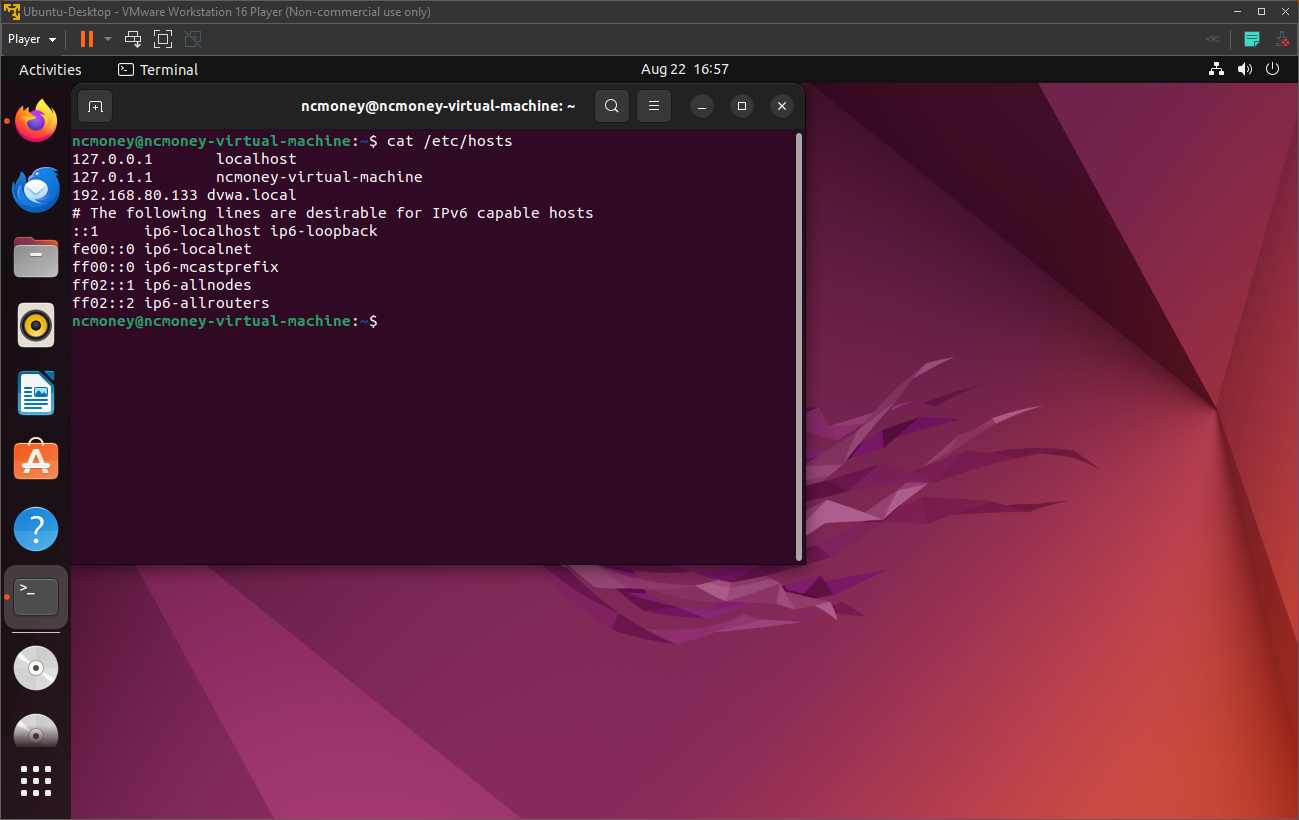 Ubuntu-Desktop - VMware Workstation 16 Player (Non-commercial use only)
Player
Activities Terminal Aug 22 16:57
ncmoney@ncmoney-virtual-machine: ~
ncmoney@ncmoney-virtual-machine:~$ cat /etc/hosts
127.0.0.1       localhost
127.0.1.1       ncmoney-virtual-machine
192.168.80.133 dvwa.local
# The following lines are desirable for IPv6 capable hosts
::1     ip6-localhost ip6-loopback
fe00::0 ip6-localnet
ff00::0 ip6-mcastprefix
ff02::1 ip6-allnodes
ff02::2 ip6-allrouters
ncmoney@ncmoney-virtual-machine:~$